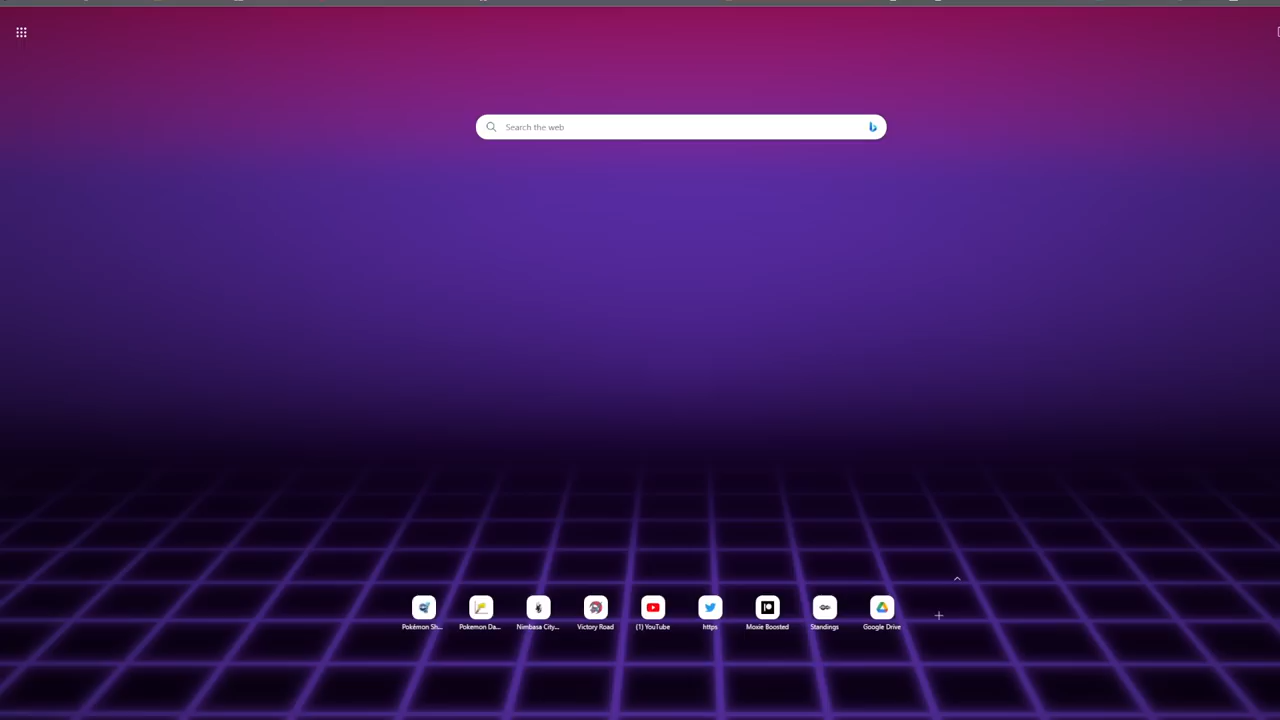 Search the web
Pokémon Sh...
Pokemon Da...
Nimbasa City...
Victory Road
(1) YouTube
https
Moxie Boosted
Standings
Google Drive